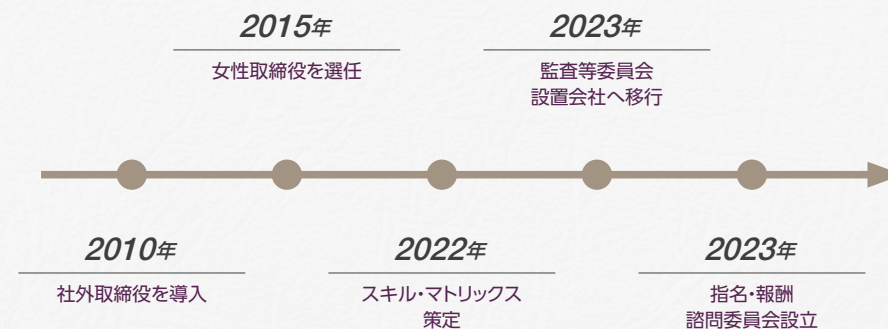 2015年
女性取締役を選任
2023年
監査等委員会
設置会社へ移行
2010年
社外取締役を導入
2022年
スキル・マトリックス
策定
2023年
指名・報酬
諮問委員会設立